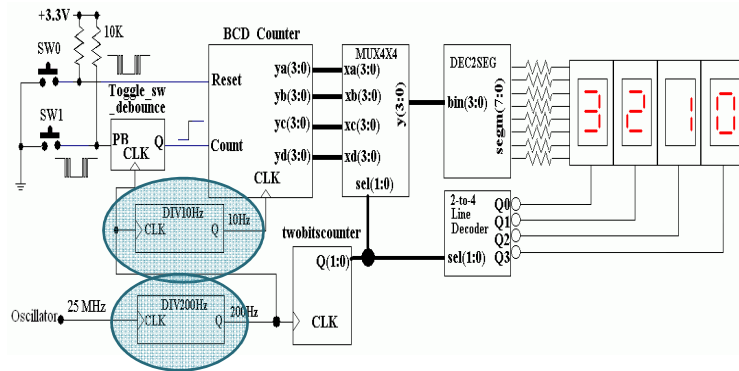 +3.3V
10K
SW0
BCD Counter
Toggle_sw
_debounce
Reset
SW1
PB
Q
CLK
Count
CLK
ya(3:0)
yb(3:0)
yc(3:0)
yd(3:0)
MUX4X4
xa(3:0)
xb(3:0)
xc(3:0)
xd(3:0)
y(3:0)
sel(1:0)
DEC2SEG
bin(3:0)
segm(7:0)
3
2
1
0
DIV10Hz
CLK
Q
10Hz
twobitscounter
Q(1:0)
CLK
2-to-4
Line
Decoder
sel(1:0)
Q0
Q1
Q2
Q3
Oscillator
25 MHz
DIV200Hz
CLK
Q
200Hz